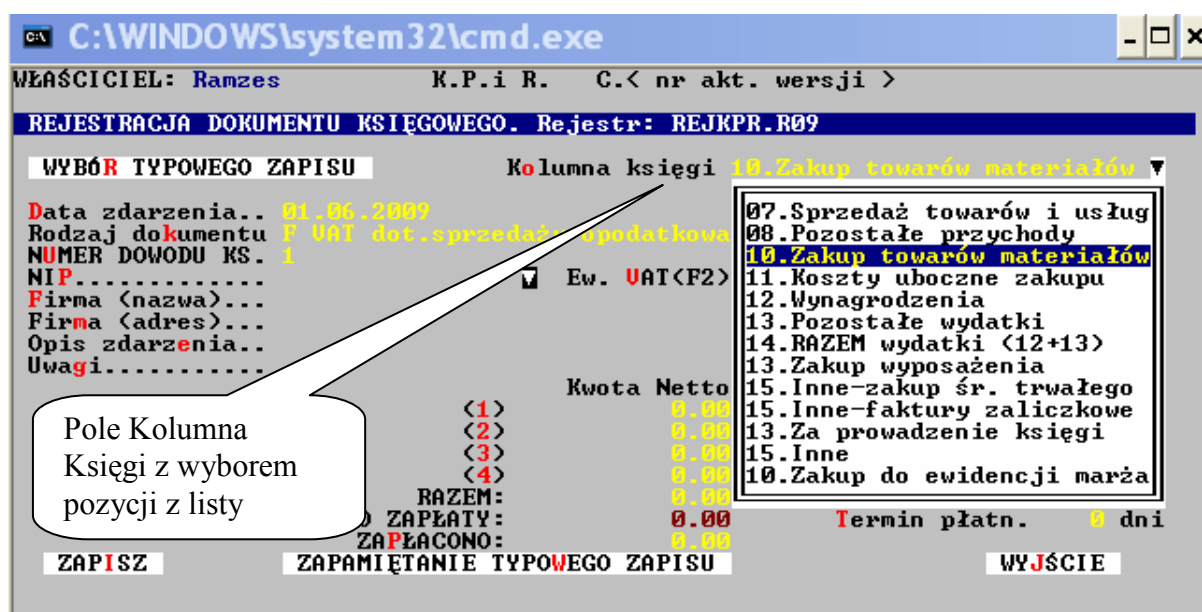 C:\WINDOWS\system32\cmd.exe
WŁAŚCICIEL: Ramzes K.P.i R. C.< nr akt. wersji >
REJESTRACJA DOKUMENTU KSIĘGOWEGO. Rejestr: REJKPR.R09
WYBÓR TYPOWEGO ZAPISU Kolumna księgi 10.Zakup towarów materiałów
Data zdarzenia.. 01.06.2009
Rodzaj dokumentu F VAT dot.sprzedaży opodatkowa
NUMER DOWODU KS. 1
NIP............. Ew. VAT(F2)
Firma (nazwa)...
Firma (adres)...
Opis zdarzenia..
Uwagi...........
07.Sprzedaż towarów i usług
08.Pozostałe przychody
10.Zakup towarów materiałów
11.Koszty uboczne zakupu
12.Wynagrodzenia
13.Pozostałe wydatki
14.RAZEM wydatki (12+13)
13.Zakup wyposażenia
15.Inne-zakup śr. trwałego
15.Inne-faktury zaliczkowe
13.Za prowadzenie księgi
15.Inne
10.Zakup do ewidencji marża
Kwota Netto
(1) 0.00
(2) 0.00
(3) 0.00
(4) 0.00
RAZEM: 0.00
O ZAPŁATY: 0.00 Termin płatn. 0 dni
ZAPŁACONO: 0.00
Pole Kolumna
Księgi z wyborem
pozycji z listy
ZAPISZ ZAPAMIĘTANIE TYPOWEGO ZAPISU WYJŚCIE